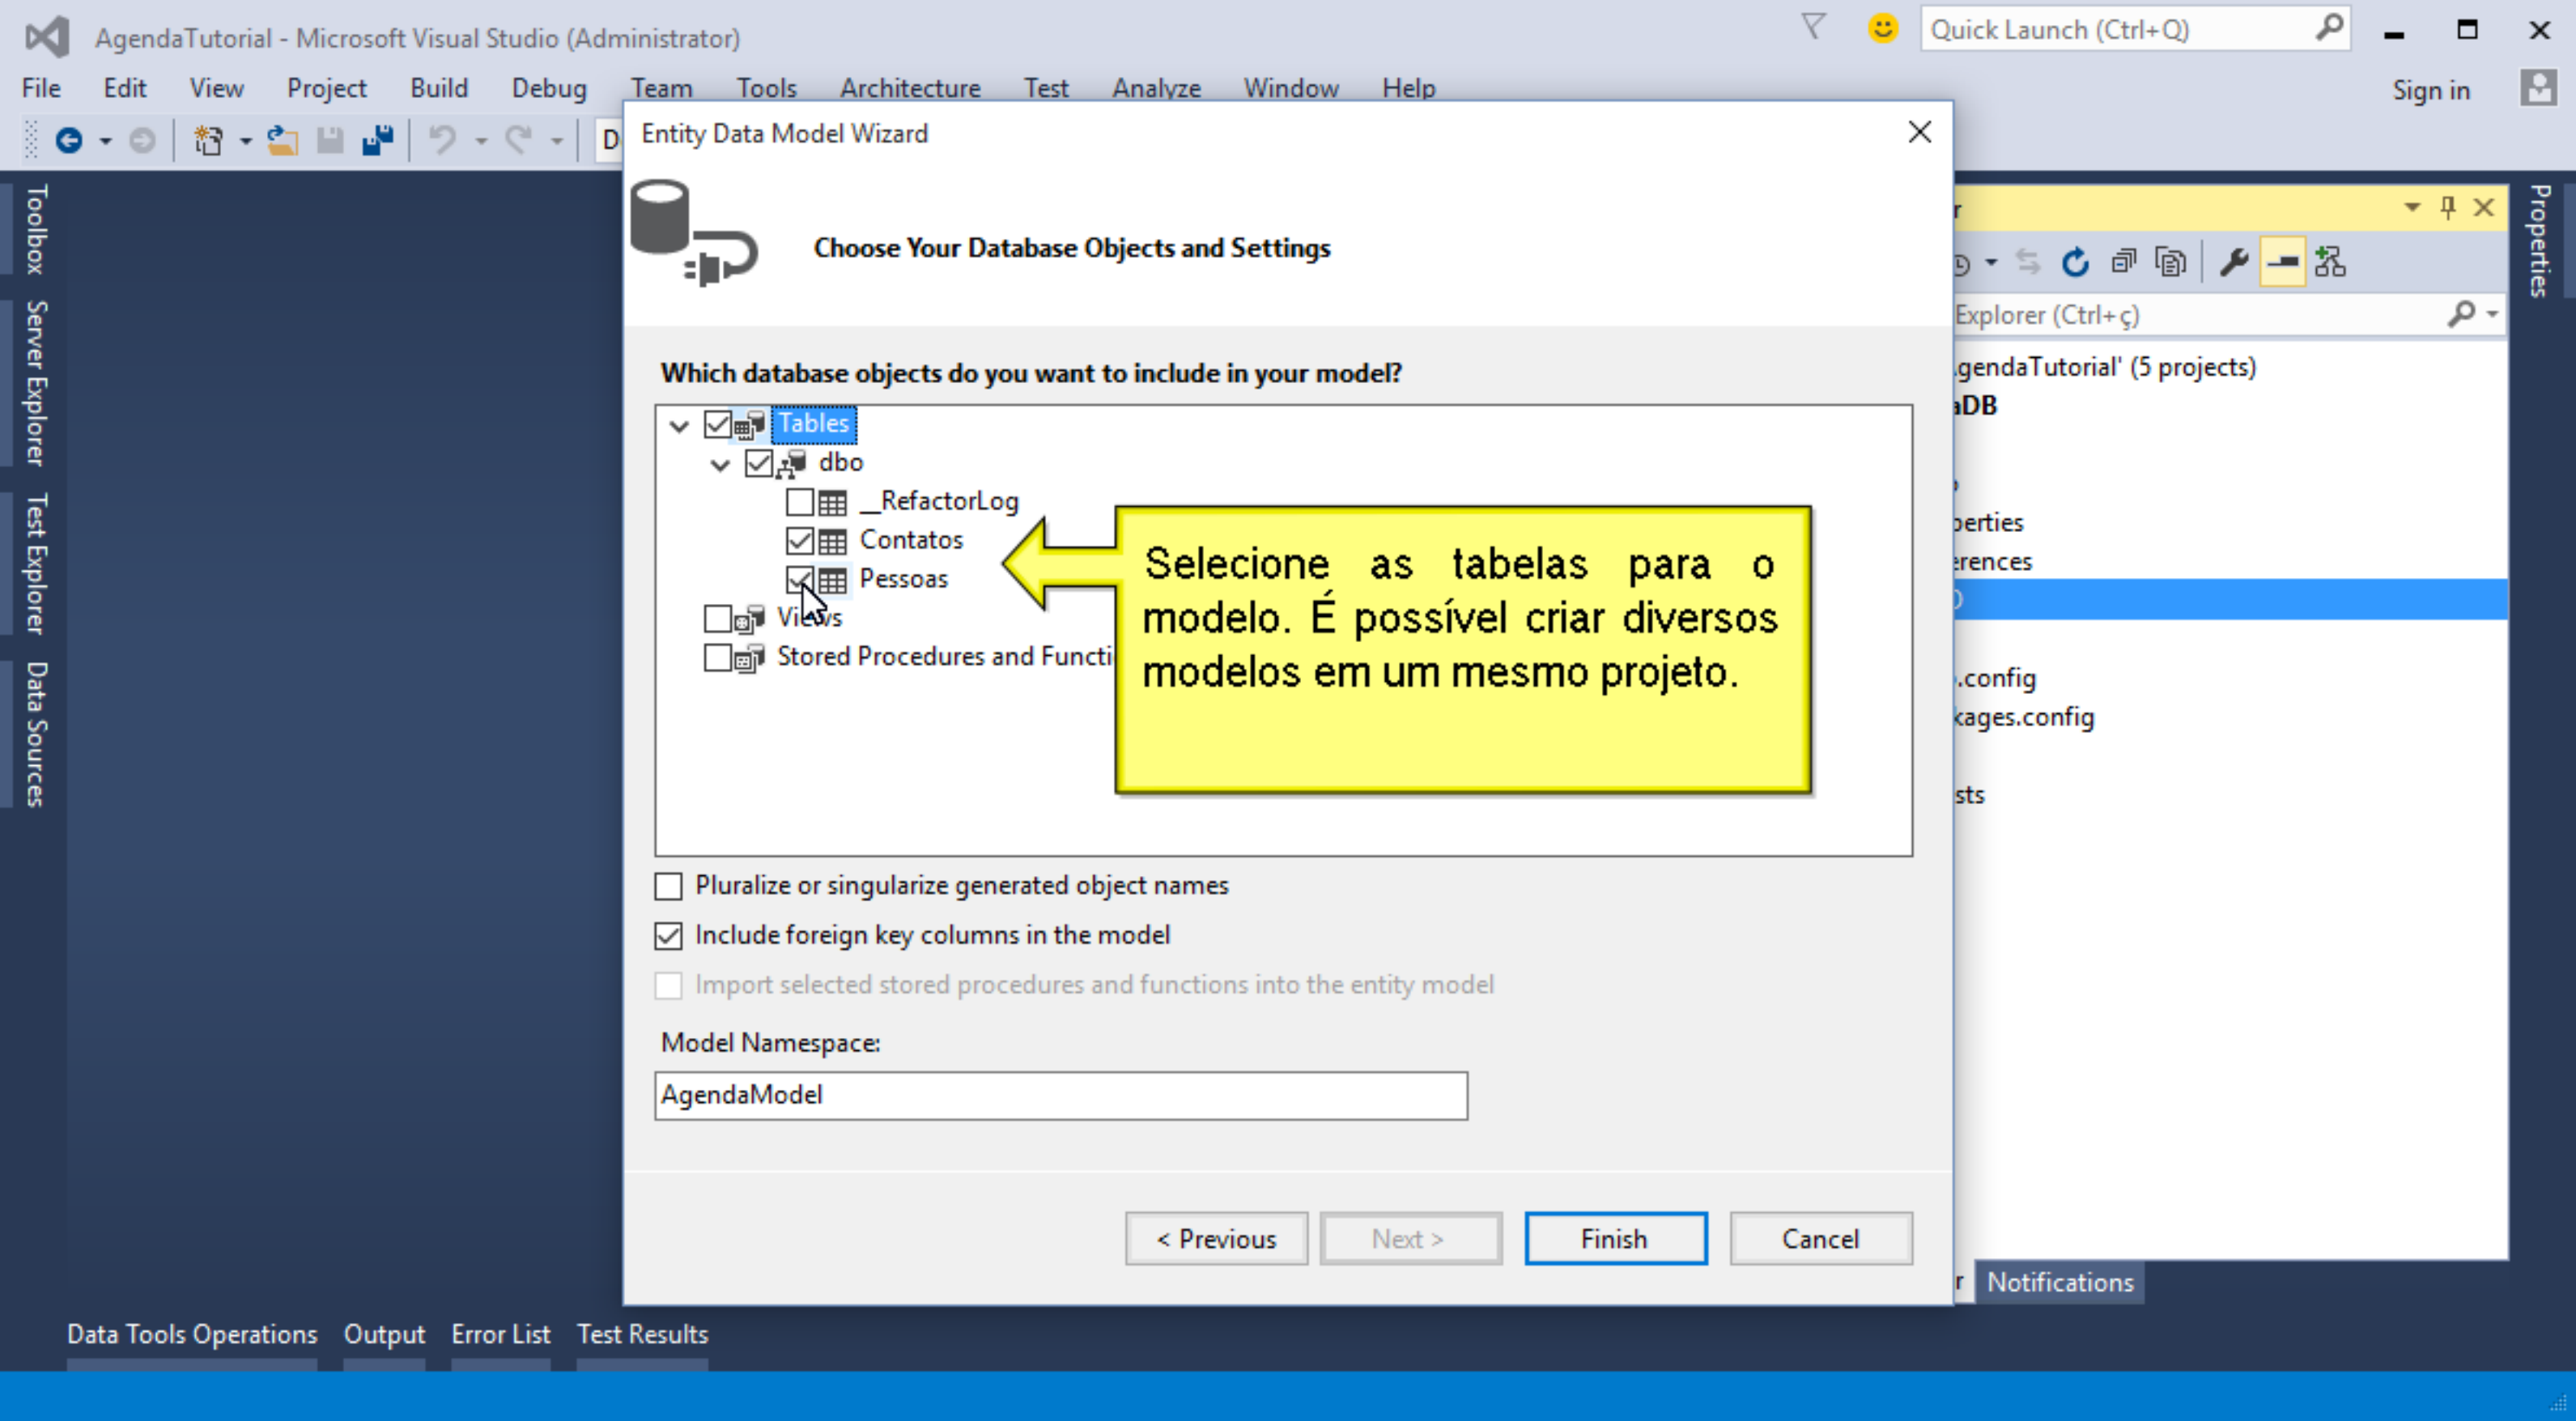 AgendaTutorial - Microsoft Visual Studio (Administrator)
Quick Launch (Ctrl+Q)
File Edit View Project Build Debug Team Tools Architecture Test Analyze Window Help
Sign in
Toolbox
Server Explorer
Test Explorer
Data Sources
Entity Data Model Wizard
Choose Your Database Objects and Settings
Which database objects do you want to include in your model?
Tables
dbo
__RefactorLog
Contatos
Pessoas
Views
Stored Procedures and Functi
Selecione as tabelas para o
modelo. É possível criar diversos
modelos em um mesmo projeto.
Pluralize or singularize generated object names
Include foreign key columns in the model
Import selected stored procedures and functions into the entity model
Model Namespace:
AgendaModel
< Previous
Next >
Finish
Cancel
Explorer (Ctrl+ç)
gendaTutorial' (5 projects)
aDB
perties
erences
.config
kages.config
sts
Properties
Notifications
Data Tools Operations Output Error List Test Results